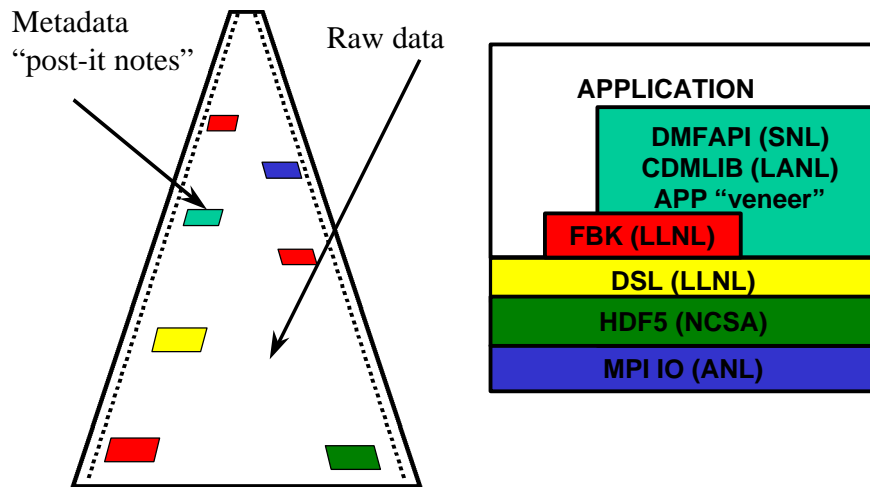 Metadata
“post-it notes”
Raw data
APPLICATION
DMFAPI (SNL)
CDMLIB (LANL)
APP “veneer”
FBK (LLNL)
DSL (LLNL)
HDF5 (NCSA)
MPI IO (ANL)